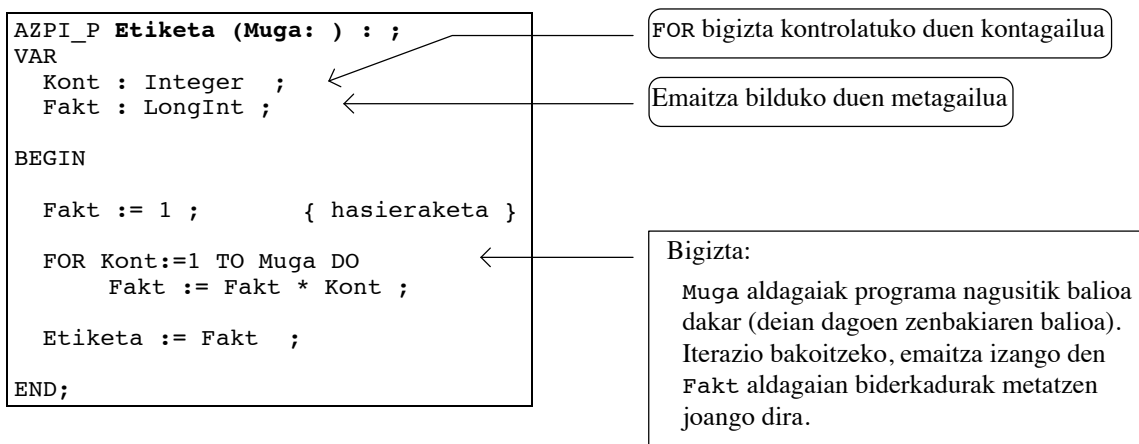 AZPI_P Etiketa (Muga: ) : ;
VAR
Kont : Integer ;
Fakt : LongInt ;
BEGIN
Fakt := 1 ; { hasieraketa }
FOR Kont:=1 TO Muga DO
Fakt := Fakt * Kont ;
Etiketa := Fakt ;
END;
FOR bigizta kontrolatuko duen kontagailua
Emaitza bilduko duen metagailua
Bigizta:
Muga aldagaiak programa nagusitik balioa
dakar (deian dagoen zenbakiaren balioa).
Iterazio bakoitzeko, emaitza izango den
Fakt aldagaian biderkadurak metatzen
joango dira.